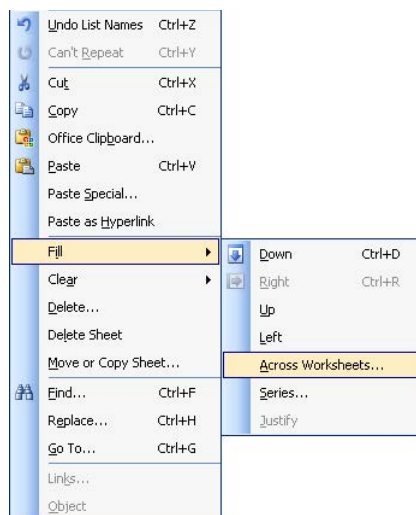 Undo List Names Ctrl+Z
Can't Repeat Ctrl+Y
Cut Ctrl+X
Copy Ctrl+C
Office Clipboard...
Paste Ctrl+V
Paste Special...
Paste as Hyperlink
Fill
Clear
Delete...
Delete Sheet
Move or Copy Sheet...
Find... Ctrl+F
Replace... Ctrl+H
Go To... Ctrl+G
Links...
Object
Down Ctrl+D
Right Ctrl+R
Up
Left
Across Worksheets...
Series...
Justify